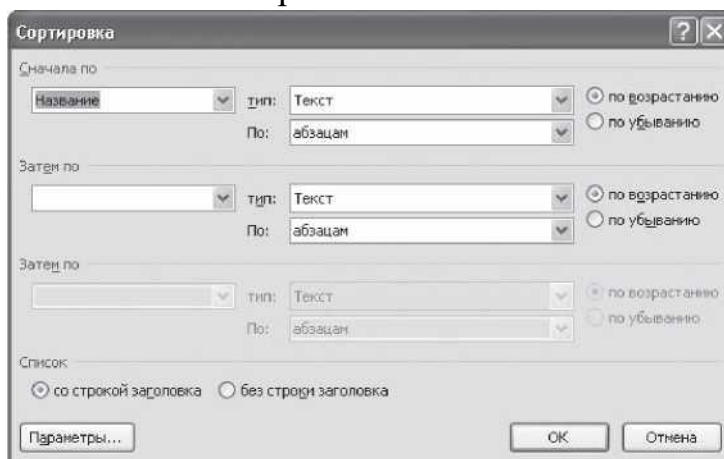 Сортировка
Сначала по
Название тип: Текст по возрастанию
По: абзацам по убыванию
Затем по
тип: Текст по возрастанию
По: абзацам по убыванию
Затем по
тип: Текст по возрастанию
По: абзацам по убыванию
Список
со строкой заголовка без строки заголовка
Параметры... ОК Отмена